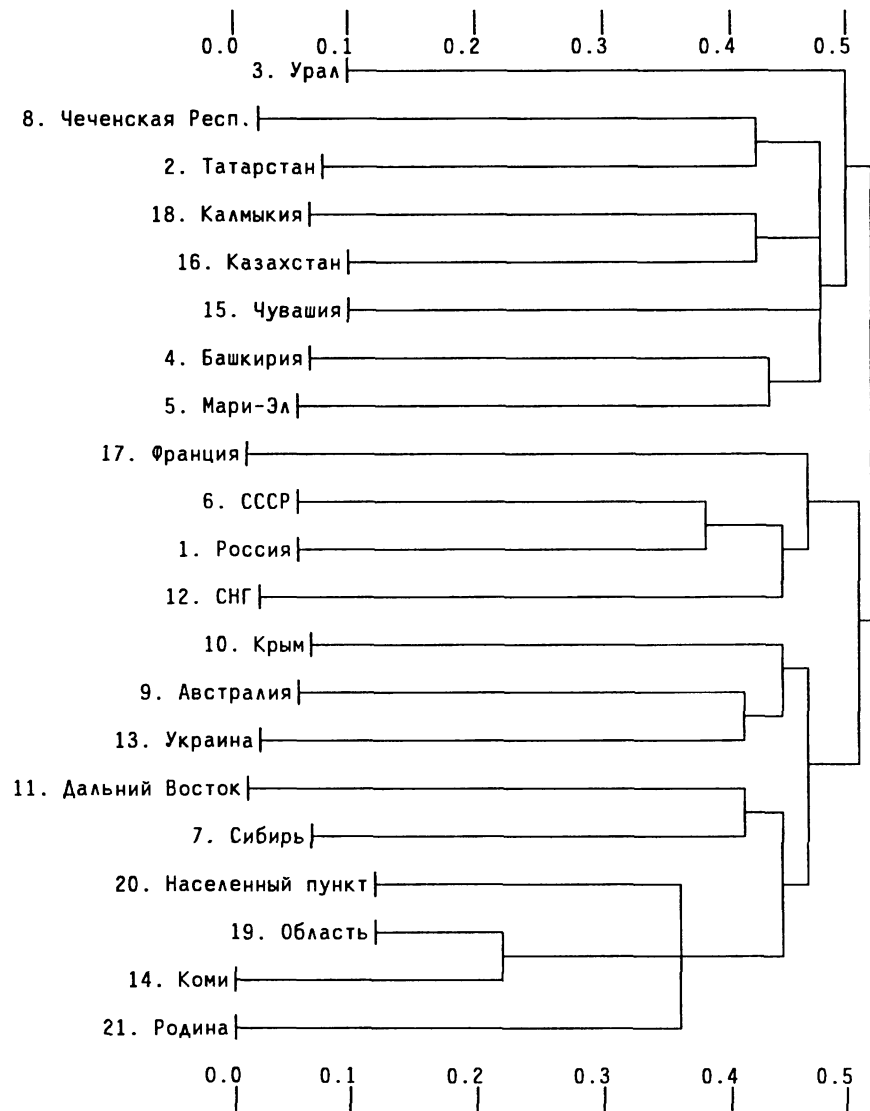 0.0 0.1 0.2 0.3 0.4 0.5
3. Урал
8. Чеченская Респ.
2. Татарстан
18. Калмыкия
16. Казахстан
15. Чувашия
4. Башкирия
5. Мари-Эл
17. Франция
6. СССР
1. Россия
12. СНГ
10. Крым
9. Австралия
13. Украина
11. Дальний Восток
7. Сибирь
20. Населенный пункт
19. Область
14. Коми
21. Родина
0.0 0.1 0.2 0.3 0.4 0.5